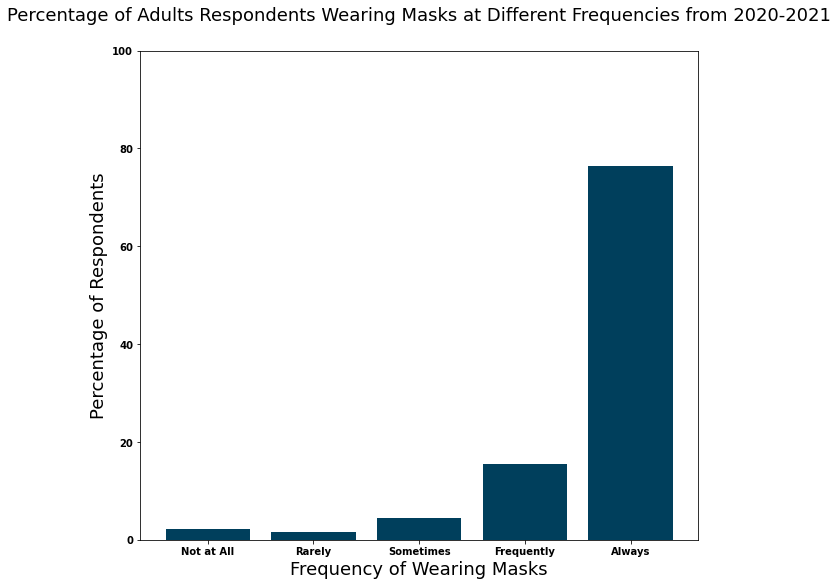 Percentage of Adults Respondents Wearing Masks at Different Frequencies from 2020-2021
100
80
60
40
20
0
Percentage of Respondents
Not at All Rarely Sometimes Frequently Always
Frequency of Wearing Masks